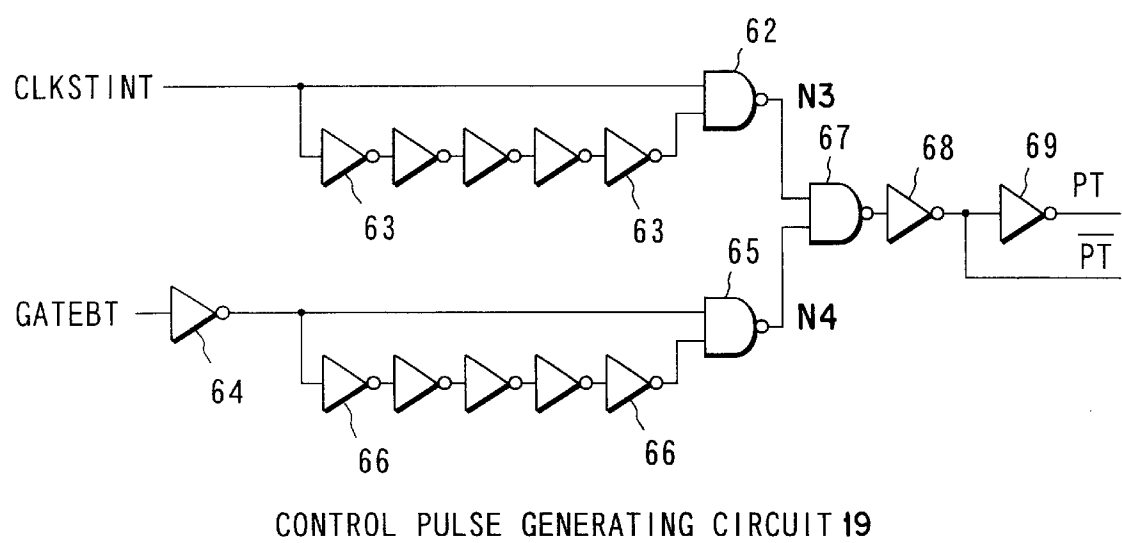 62
CLKSTINT
N3
67
68
69
PT
63
63
P̅T̅
65
GATEBT
N4
64
66
66
CONTROL PULSE GENERATING CIRCUIT 19